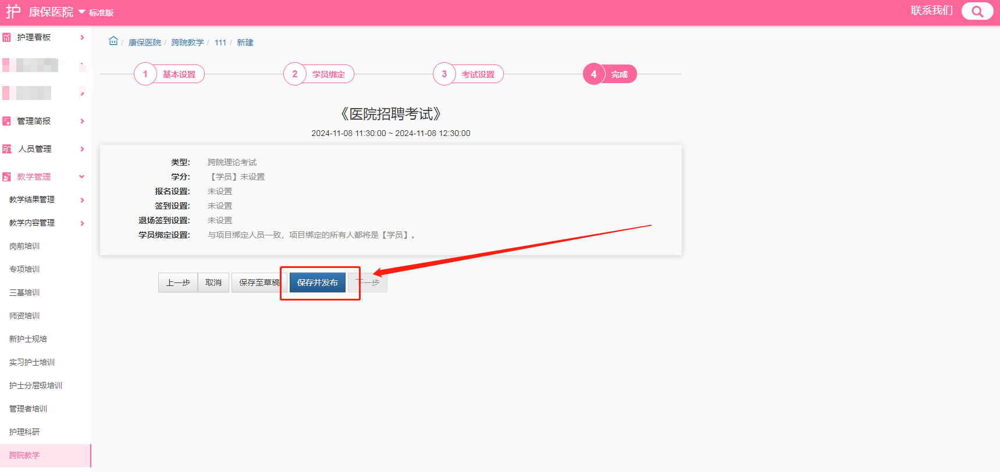 护 康保医院 标准版 联系我们
护理看板
管理简报
人员管理
教学管理
教学结果管理
教学内容管理
岗前培训
专项培训
三基培训
师资培训
新护士规培
实习护士培训
护士分层级培训
管理者培训
护理科研
跨院教学
/ 康保医院 / 跨院教学 / 111 / 新建
1 基本设置 2 学员绑定 3 考试设置 4 完成
《医院招聘考试》
2024-11-08 11:30:00 ~ 2024-11-08 12:30:00
类型: 跨院理论考试
学分: 【学员】未设置
报名设置: 未设置
签到设置: 未设置
退场签到设置: 未设置
学员绑定设置: 与项目绑定人员一致，项目绑定的所有人都将是【学员】。
上一步 取消 保存至草稿 保存并发布 下一步